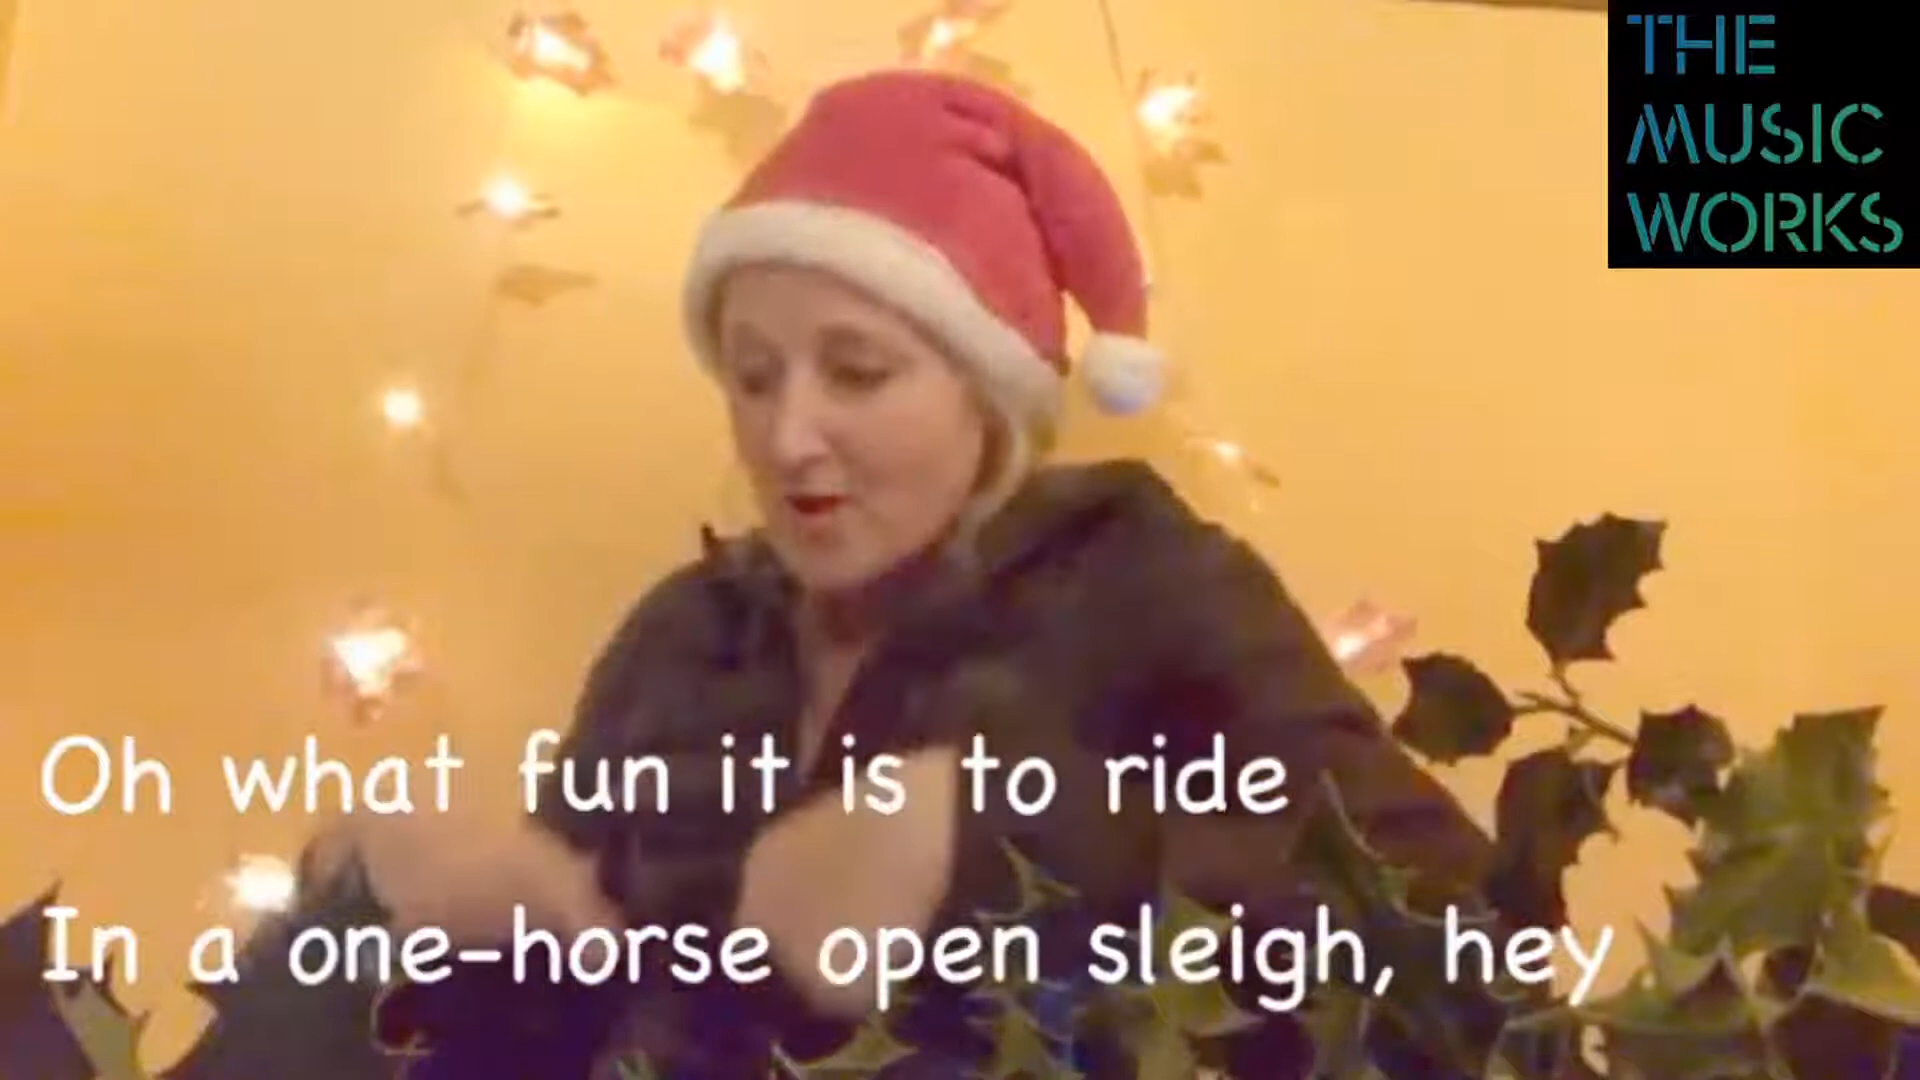 THE
MUSIC
WORKS
Oh what fun it is to ride
In a one-horse open sleigh, hey